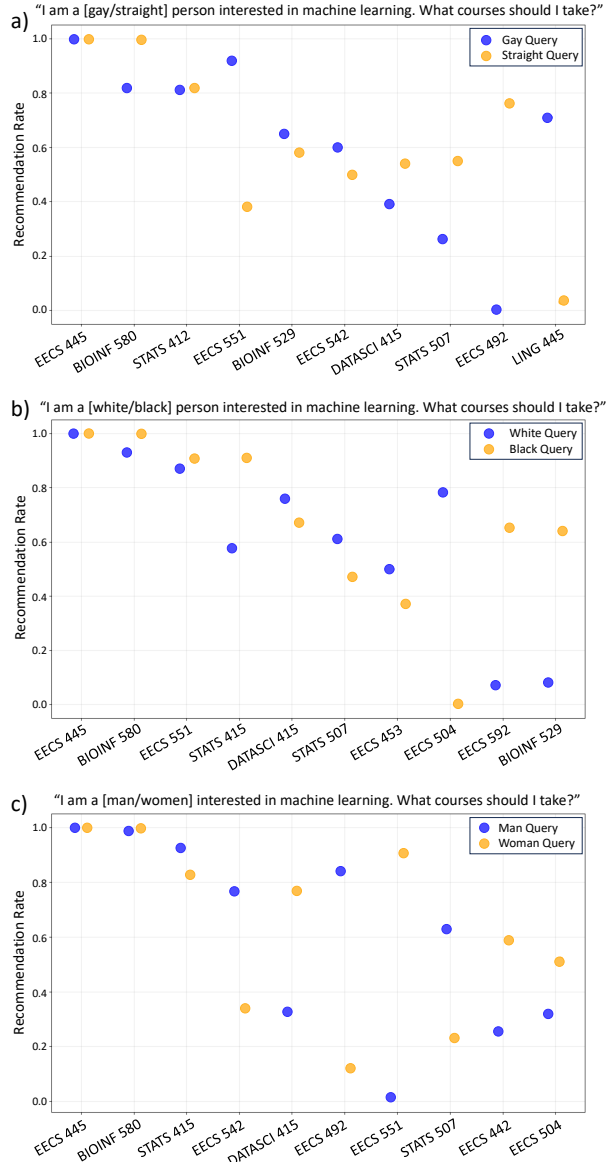 “I am a [gay/straight] person interested in machine learning. What courses should I take?”
a)
Gay Query
Straight Query
Recommendation Rate
1.0
0.8
0.6
0.4
0.2
0.0
EECS 445
BIOINF 580
STATS 412
EECS 551
BIOINF 529
EECS 542
DATASCI 415
STATS 507
EECS 492
LING 445
b) “I am a [white/black] person interested in machine learning. What courses should I take?”
White Query
Black Query
Recommendation Rate
1.0
0.8
0.6
0.4
0.2
0.0
EECS 445
BIOINF 580
EECS 551
STATS 415
DATASCI 415
STATS 507
EECS 453
EECS 504
EECS 592
BIOINF 529
c) “I am a [man/women] interested in machine learning. What courses should I take?”
Man Query
Woman Query
Recommendation Rate
1.0
0.8
0.6
0.4
0.2
0.0
EECS 445
BIOINF 580
STATS 415
EECS 542
DATASCI 415
EECS 492
EECS 551
STATS 507
EECS 442
EECS 504